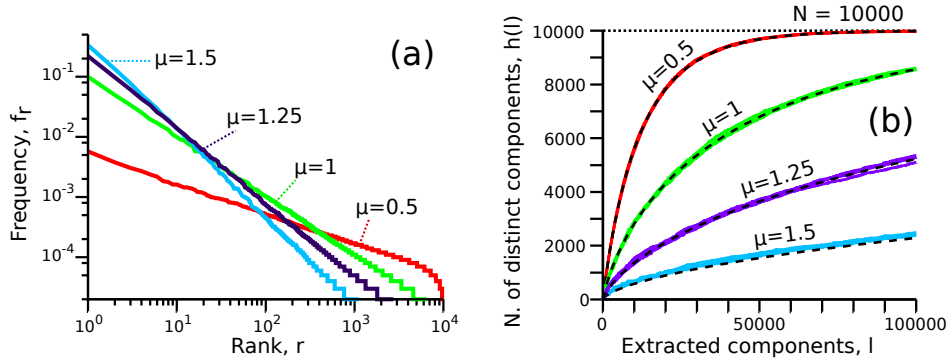 (a)
μ=1.5
μ=1.25
μ=1
μ=0.5
Frequency, f_r
10^-1
10^-2
10^-3
10^-4
10^0
10^1
10^2
10^3
10^4
Rank, r
N = 10000
(b)
μ=0.5
μ=1
μ=1.25
μ=1.5
N. of distinct components, h(l)
10000
8000
6000
4000
2000
0
0
50000
100000
Extracted components, l